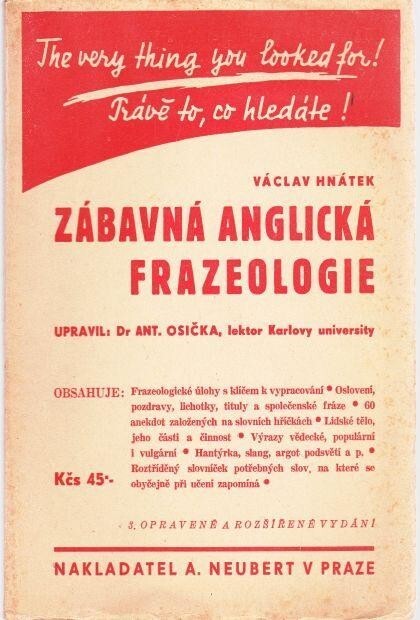 The very thing you looked for!
Právě to, co hledáte!
VÁCLAV HNÁTEK
ZÁBAVNÁ ANGLICKÁ
FRAZEOLOGIE
UPRAVIL: Dr ANT. OSIČKA, lektor Karlovy university
OBSAHUJE: Frazeologické úlohy s klíčem k vypracování • Oslovení,
pozdravy, lichotky, tituly a společenské fráze • 60
anekdot založených na slovních hříčkách • Lidské tělo,
jeho části a činnost • Výrazy vědecké, populární
i vulgární • Hantýrka, slang, argot podsvětí a p. •
Roztříděný slovníček potřebných slov, na které se
obyčejně při učení zapomíná •
Kčs 45·-
3. OPRAVENÉ A ROZŠÍŘENÉ VYDÁNÍ
NAKLADATEL A. NEUBERT V PRAZE